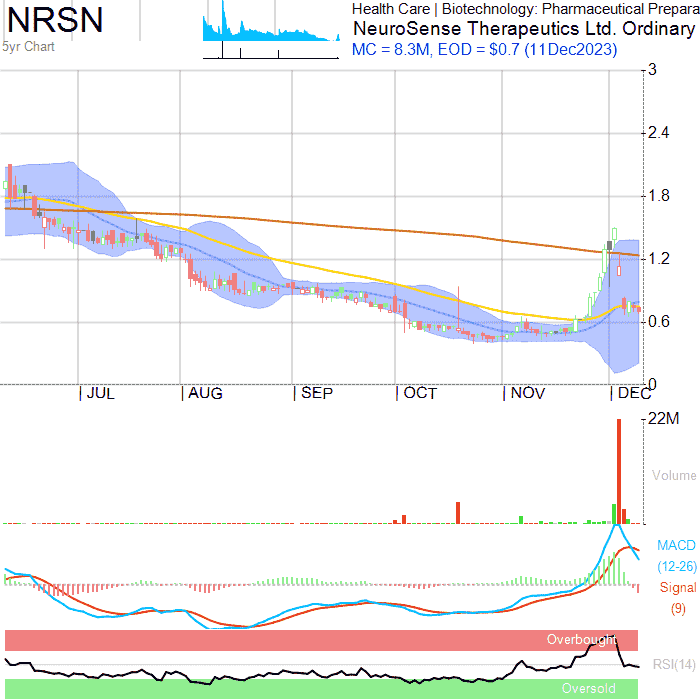 NRSN
5yr Chart
Health Care | Biotechnology: Pharmaceutical Prepara
NeuroSense Therapeutics Ltd. Ordinary
MC = 8.3M, EOD = $0.7 (11Dec2023)
3
2.4
1.8
1.2
0.6
0
JUL AUG SEP OCT NOV DEC
22M
Volume
MACD
(12-26)
Signal
(9)
Overbought
RSI(14)
Oversold